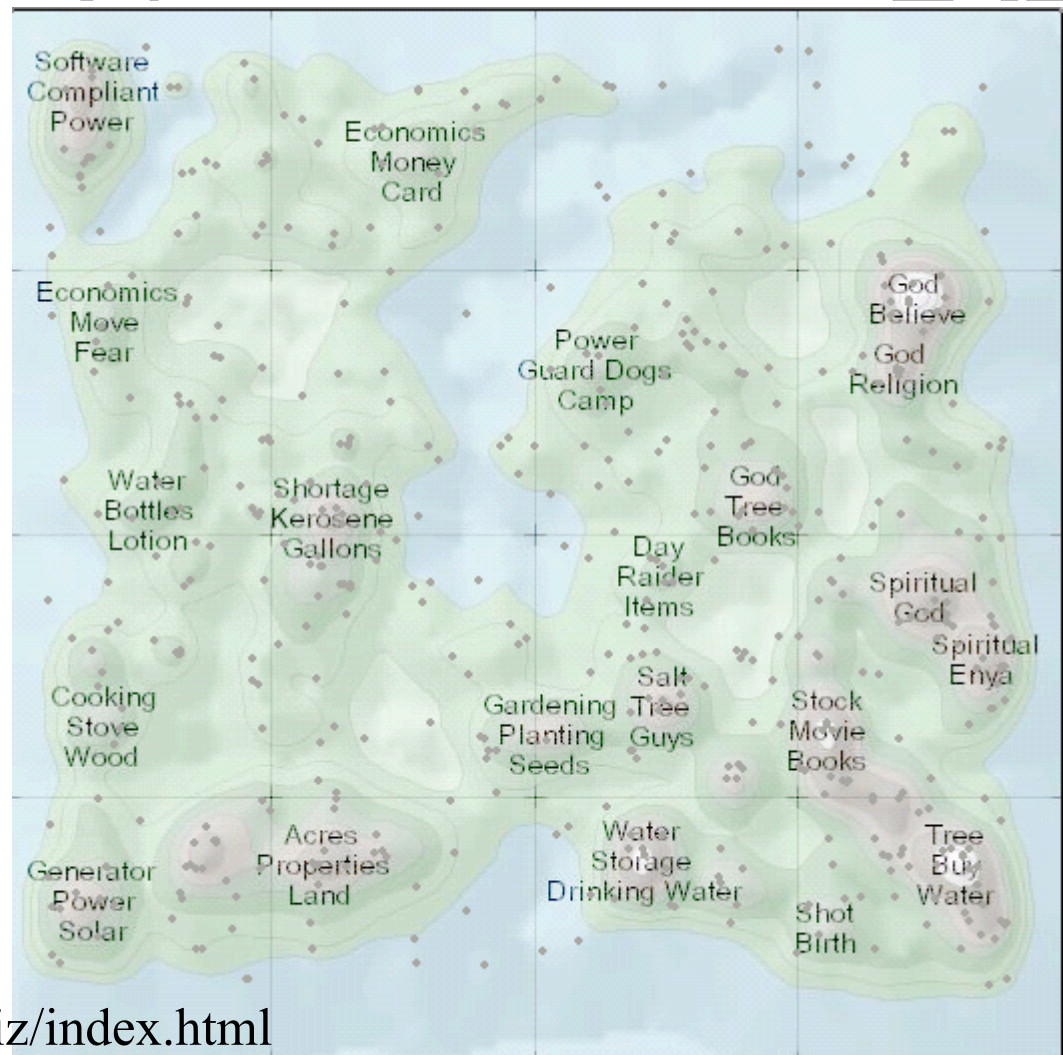 Software
Compliant
Power
Economics
Money
Card
Economics
Move
Fear
God
Believe
God
Religion
Power
Guard Dogs
Camp
Water
Bottles
Lotion
Shortage
Kerosene
Gallons
God
Tree
Books
Day
Raider
Items
Spiritual
God
Spiritual
Enya
Cooking
Stove
Wood
Gardening
Planting
Seeds
Salt
Tree
Guys
Stock
Movie
Books
Generator
Power
Solar
Acres
Properties
Land
Water
Storage
Drinking Water
Tree
Buy
Water
Shot
Birth
iz/index.html